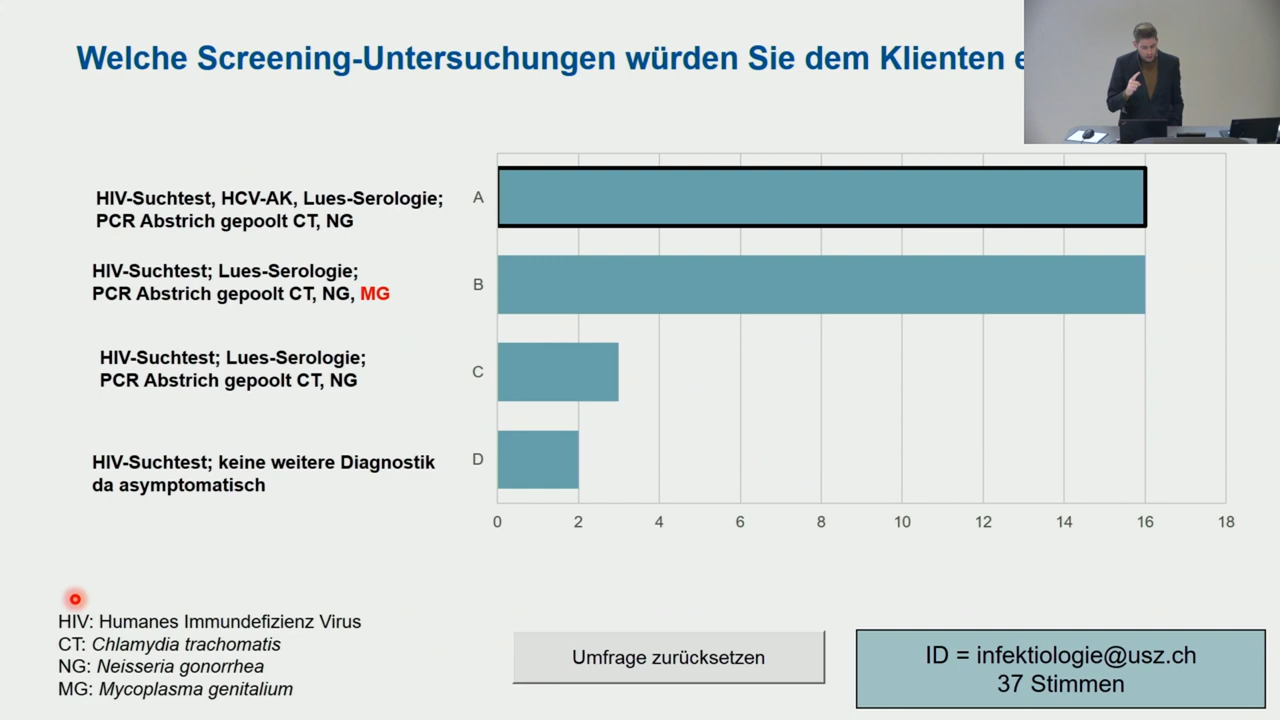 Welche Screening-Untersuchungen würden Sie dem Klienten
HIV-Suchtest, HCV-AK, Lues-Serologie;
PCR Abstrich gepoolt CT, NG
A
HIV-Suchtest; Lues-Serologie;
PCR Abstrich gepoolt CT, NG, MG
B
HIV-Suchtest; Lues-Serologie;
PCR Abstrich gepoolt CT, NG
C
HIV-Suchtest; keine weitere Diagnostik
da asymptomatisch
D
0 2 4 6 8 10 12 14 16 18
HIV: Humanes Immundefizienz Virus
CT: Chlamydia trachomatis
NG: Neisseria gonorrhea
MG: Mycoplasma genitalium
Umfrage zurücksetzen
ID = infektiologie@usz.ch
37 Stimmen